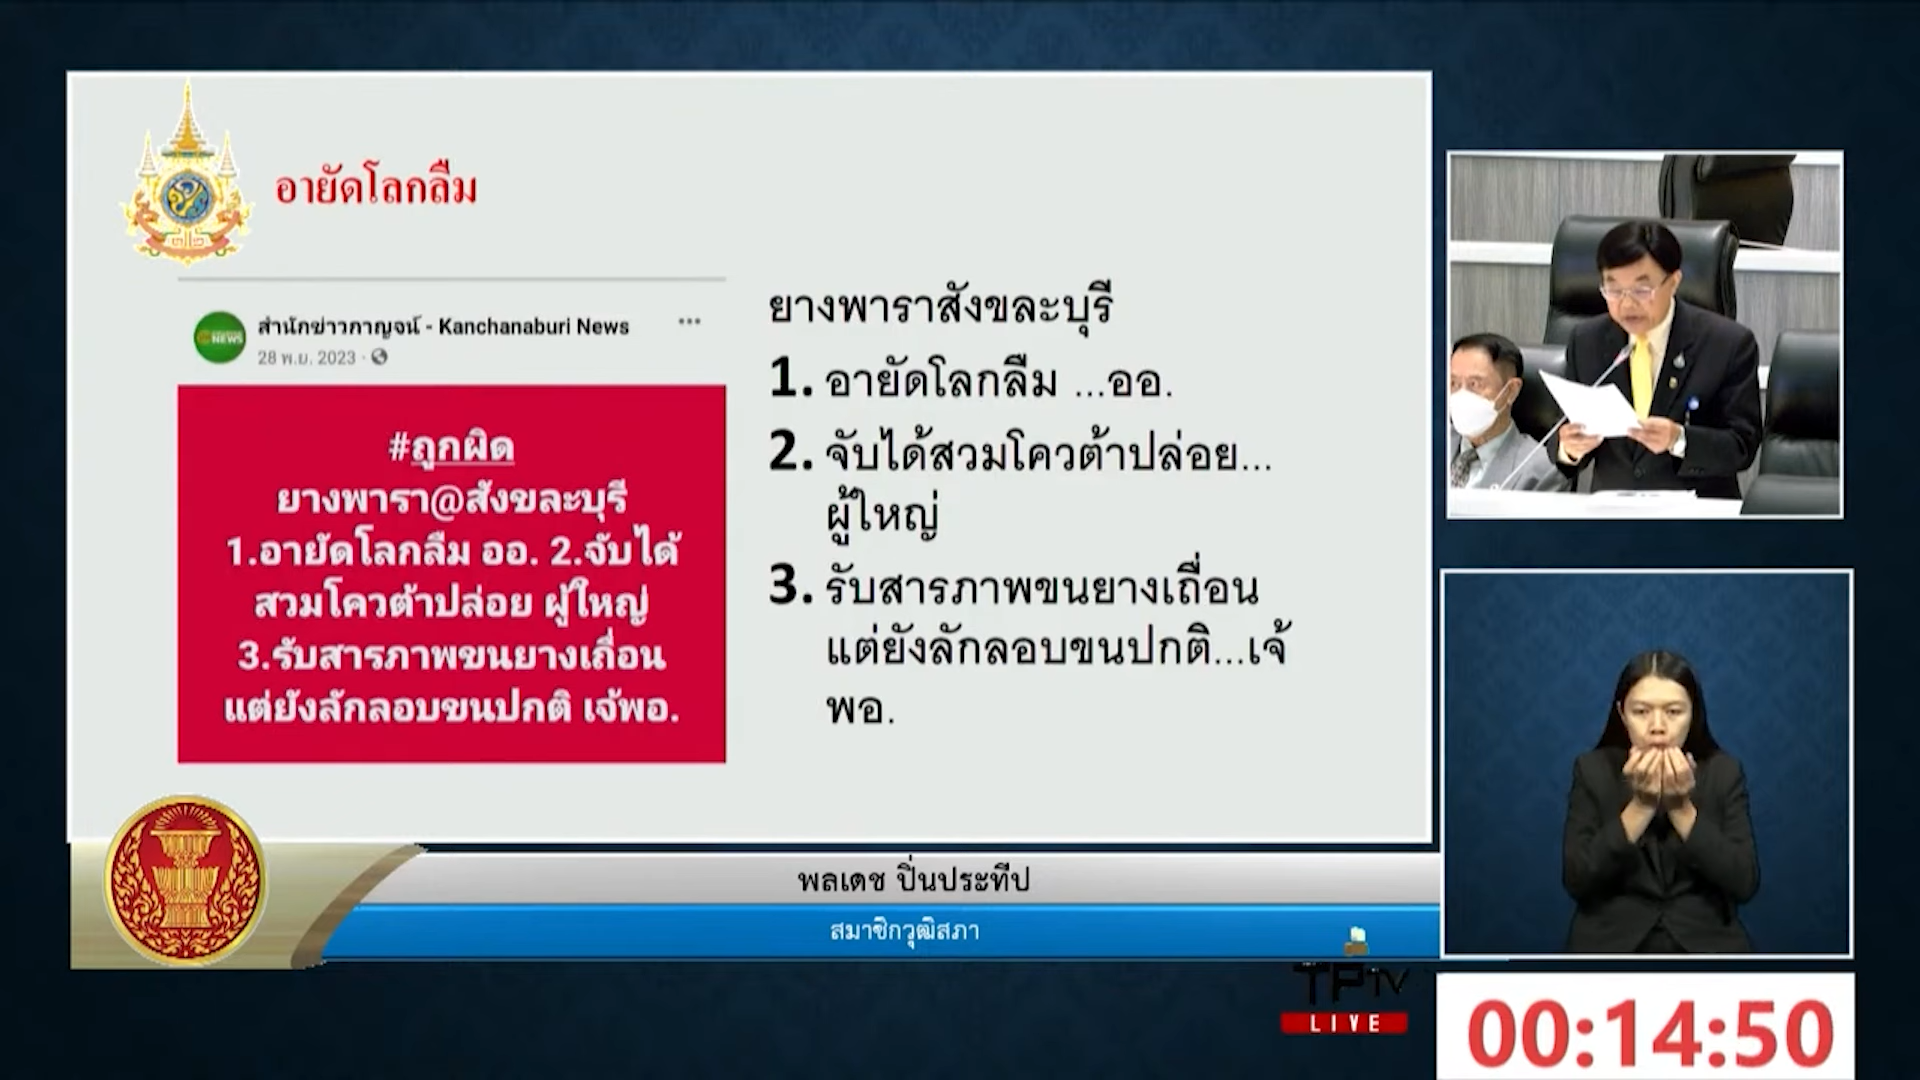 อายัดโลกลืม
สำนักข่าวกาญจน์ - Kanchanaburi News
28 พ.ย. 2023
NEWS
#ถูกผิด
ยางพารา@สังขละบุรี
1.อายัดโลกลืม ออ. 2.จับได้
สวมโควต้าปล่อย ผู้ใหญ่
3.รับสารภาพขนยางเถื่อน
แต่ยังลักลอบขนปกติ เจ้พอ.
ยางพาราสังขละบุรี
1. อายัดโลกลืม ...ออ.
2. จับได้สวมโควต้าปล่อย...
ผู้ใหญ่
3. รับสารภาพขนยางเถื่อน
แต่ยังลักลอบขนปกติ...เจ้
พอ.
พลเดช ปิ่นประทีป
สมาชิกวุฒิสภา
TPTV
LIVE
00:14:50